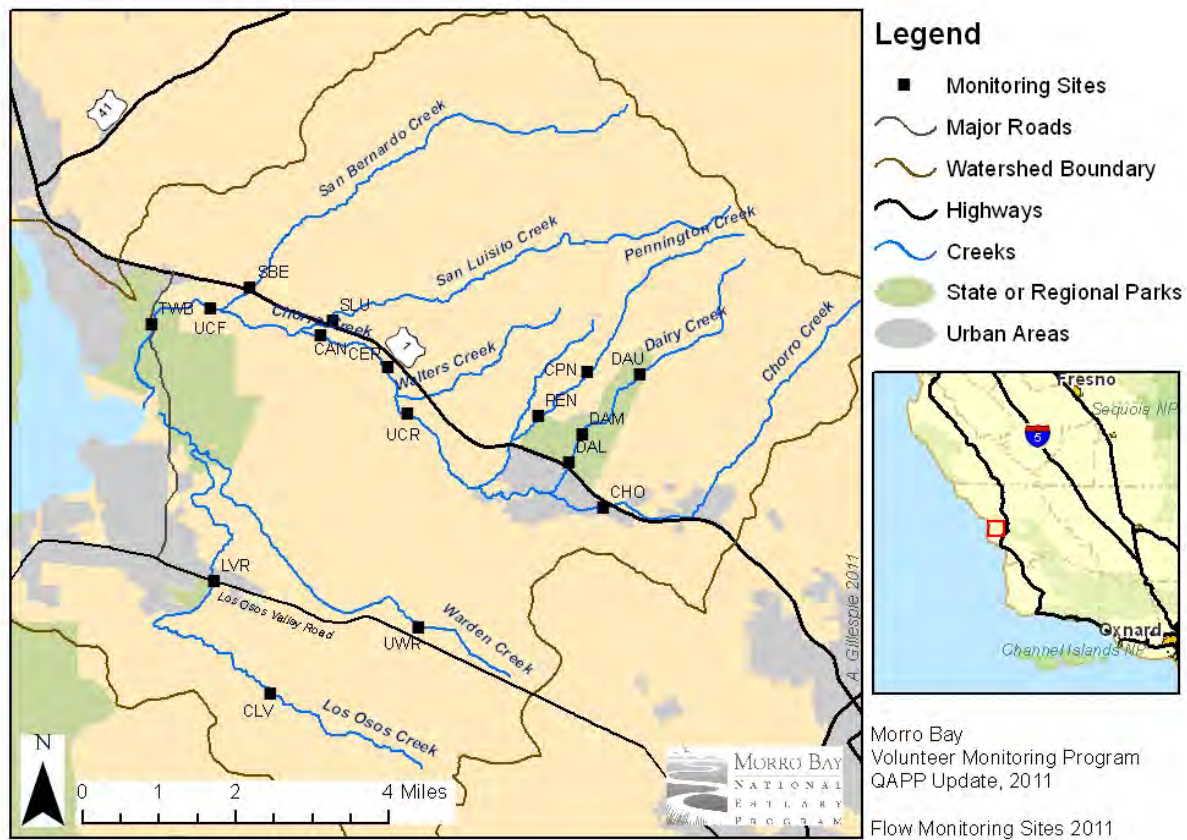 41
San Bernardo Creek
San Luisito Creek
Pennington Creek
SBE
SLU
TWB
UCF
Chorro Creek
CAN
CER
1
Walters Creek
CPN
DAU
Dairy Creek
Chorro Creek
PEN
DAM
UCR
DAL
CHO
LVR
Los Osos Valley Road
UWR
Warden Creek
CLV
Los Osos Creek
A. Gillespie 2011
N
0 1 2 4 Miles
MORRO BAY
NATIONAL
ESTUARY
PROGRAM
Legend
Monitoring Sites
Major Roads
Watershed Boundary
Highways
Creeks
State or Regional Parks
Urban Areas
Fresno
Sequoia NP
5
Oxnard
Channel Islands NP
Morro Bay
Volunteer Monitoring Program
QAPP Update, 2011
Flow Monitoring Sites 2011